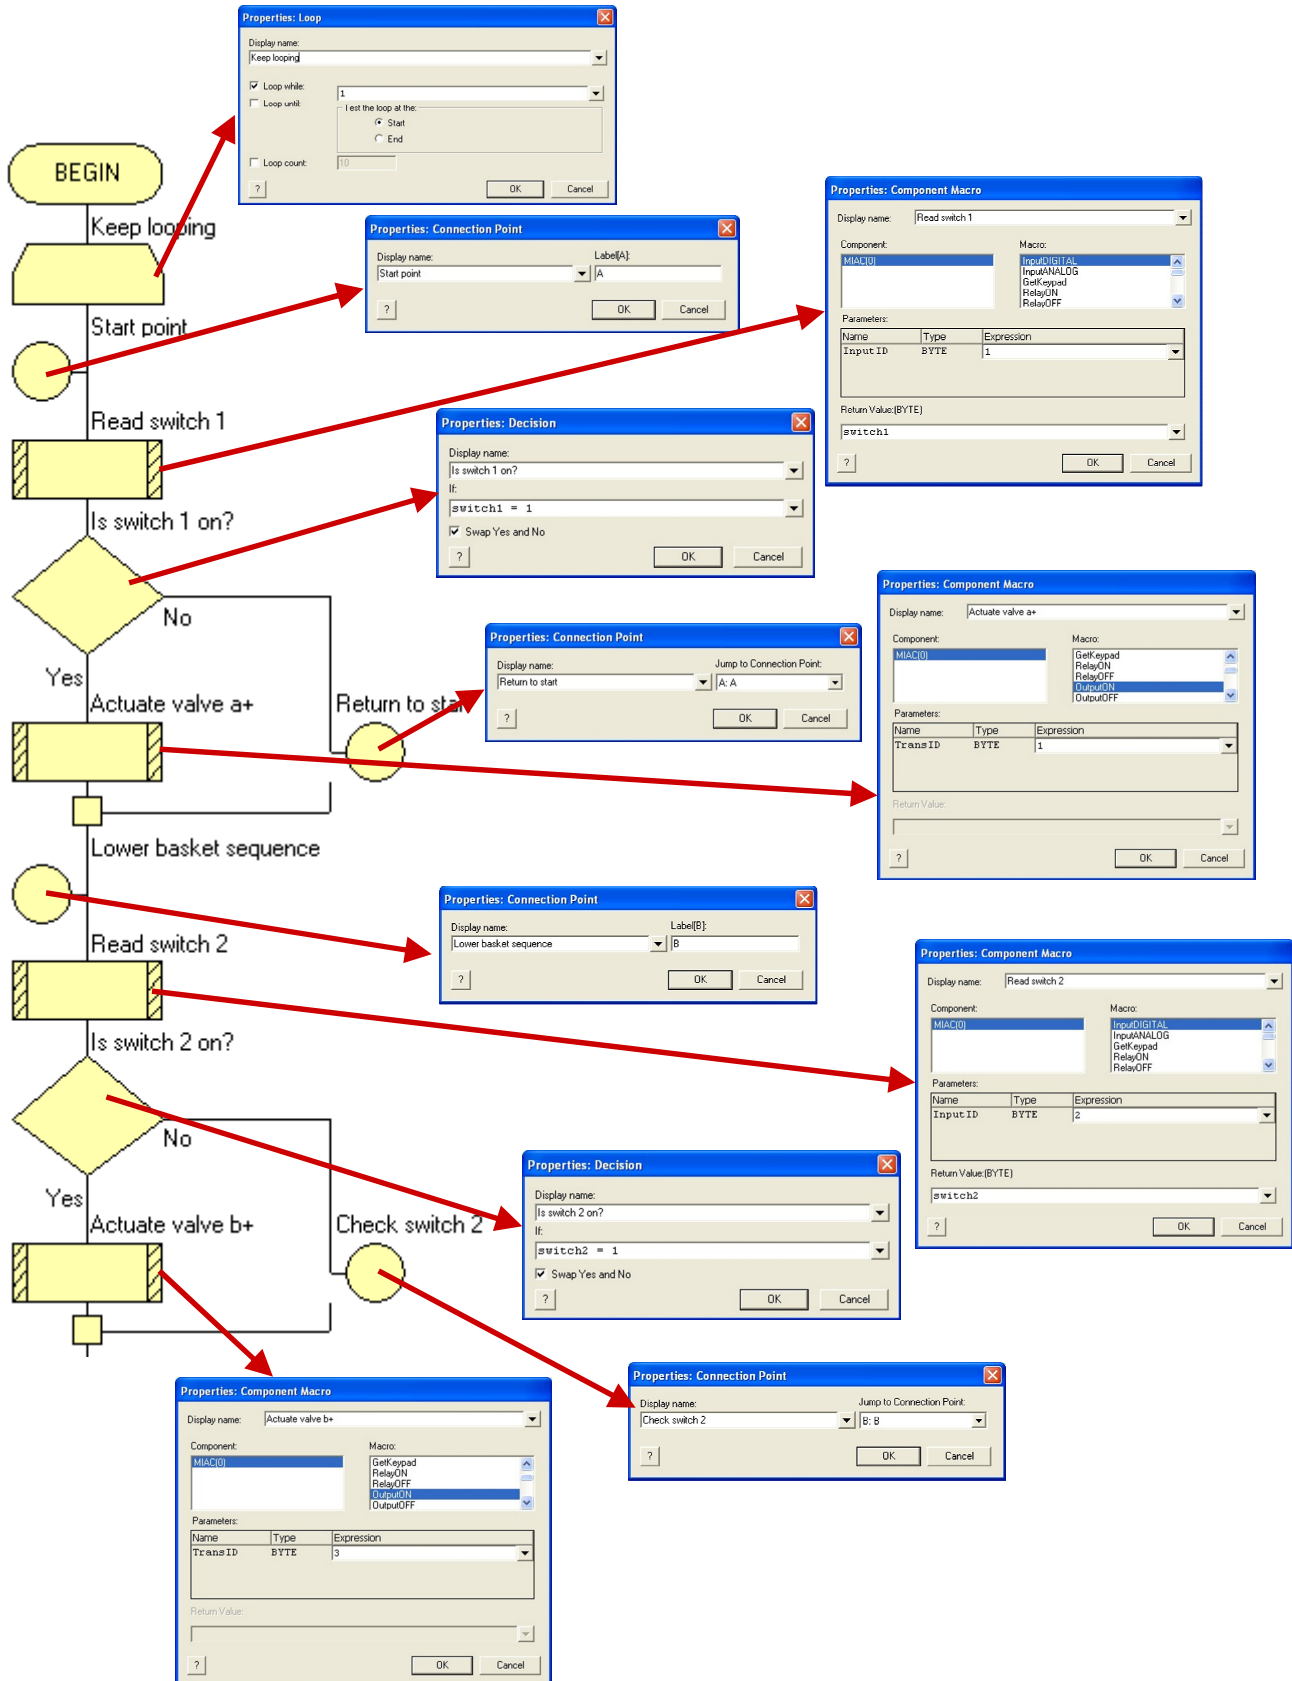 Properties: Loop
Display name:
Keep looping
Loop while:
1
Loop until:
Test the loop at the:
Start
End
Loop count:
10
?
OK
Cancel
BEGIN
Keep looping
Properties: Connection Point
Display name:
Label[A]:
Start point
A
?
OK
Cancel
Start point
Properties: Component Macro
Display name:
Read switch 1
Component:
Macro:
MIAC(0)
InputDIGITAL
InputANALOG
GetKeypad
RelayON
RelayOFF
Parameters:
Name Type Expression
InputID BYTE 1
Return Value:(BYTE)
switch1
?
OK
Cancel
Read switch 1
Properties: Decision
Display name:
Is switch 1 on?
If:
switch1 = 1
Swap Yes and No
?
OK
Cancel
Is switch 1 on?
No
Yes
Properties: Connection Point
Display name:
Jump to Connection Point:
Return to start
A: A
?
OK
Cancel
Properties: Component Macro
Display name:
Actuate valve a+
Component:
Macro:
MIAC(0)
GetKeypad
RelayON
RelayOFF
OutputON
OutputOFF
Parameters:
Name Type Expression
TransID BYTE 1
Return Value:
?
OK
Cancel
Actuate valve a+
Return to star
Lower basket sequence
Properties: Connection Point
Display name:
Label[B]:
Lower basket sequence
B
?
OK
Cancel
Read switch 2
Properties: Component Macro
Display name:
Read switch 2
Component:
Macro:
MIAC(0)
InputDIGITAL
InputANALOG
GetKeypad
RelayON
RelayOFF
Parameters:
Name Type Expression
InputID BYTE 2
Return Value:(BYTE)
switch2
?
OK
Cancel
Is switch 2 on?
No
Yes
Properties: Decision
Display name:
Is switch 2 on?
If:
switch2 = 1
Swap Yes and No
?
OK
Cancel
Actuate valve b+
Check switch 2
Properties: Connection Point
Display name:
Jump to Connection Point:
Check switch 2
B: B
?
OK
Cancel
Properties: Component Macro
Display name:
Actuate valve b+
Component:
Macro:
MIAC(0)
GetKeypad
RelayON
RelayOFF
OutputON
OutputOFF
Parameters:
Name Type Expression
TransID BYTE 3
Return Value:
?
OK
Cancel